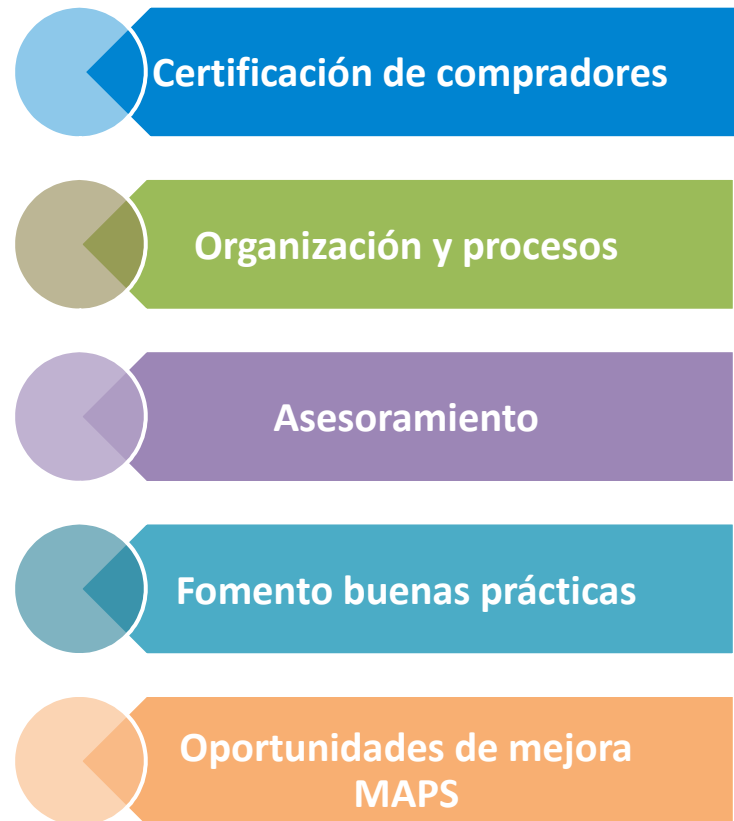 Certificación de compradores
Organización y procesos
Asesoramiento
Fomento buenas prácticas
Oportunidades de mejora
MAPS